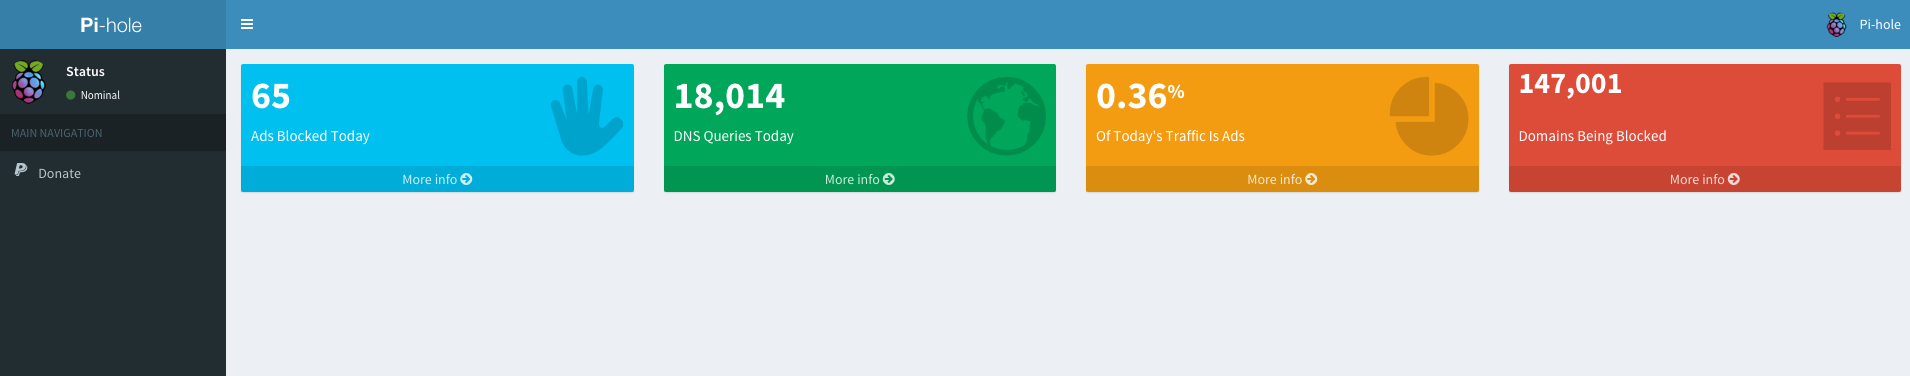 Pi-hole
Pi-hole
Status
Nominal
MAIN NAVIGATION
Donate
65
Ads Blocked Today
More info
18,014
DNS Queries Today
More info
0.36%
Of Today's Traffic Is Ads
More info
147,001
Domains Being Blocked
More info